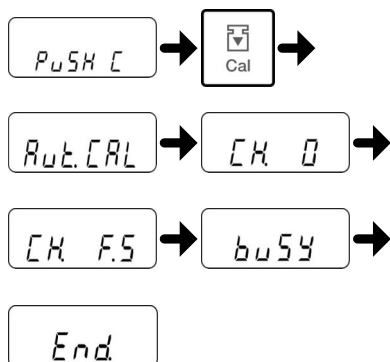 PuSH C
Cal
Aut.CAL
CH. 0
CH. F.S
buSY
End.